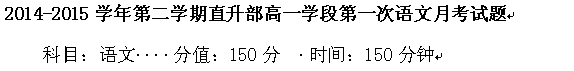 2014-2015 学年第二学期直升部高一学段第一次语文月考试题↵
科目：语文····分值：150 分 ·时间：150 分钟↵